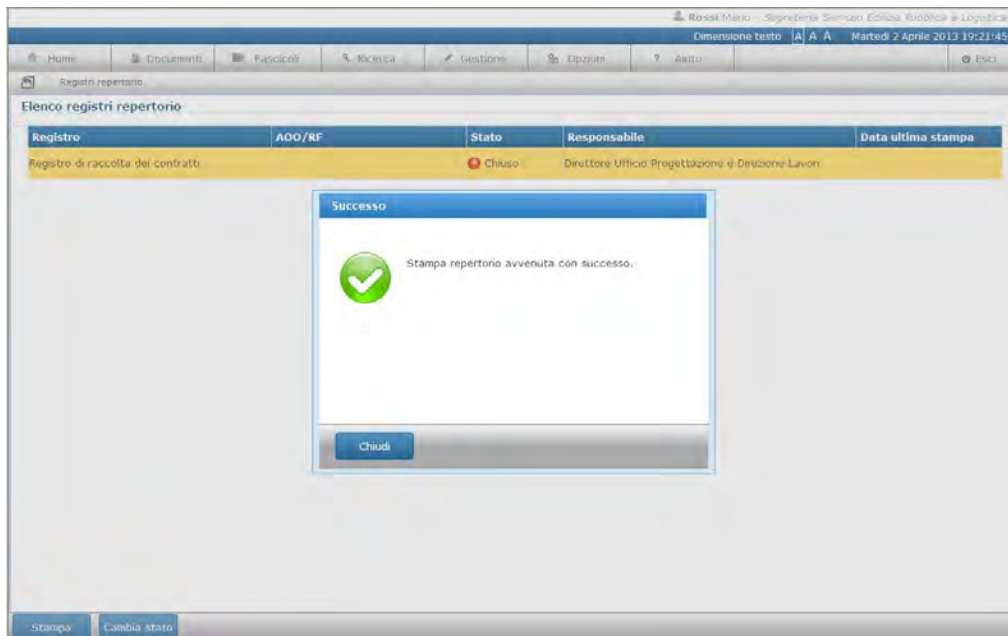 Rossi Mario - Segreteria Servizio Edilizia Pubblica e Logistica
Dimensione testo A A A Martedì 2 Aprile 2013 19:21:45
Home Documenti Fascicoli Ricerca Gestione Opzioni ? Aiuto Esci
Registri repertorio
Elenco registri repertorio
Registro AOO/RF Stato Responsabile Data ultima stampa
Registro di raccolta dei contratti Chiuso Direttore Ufficio Progettazione e Direzione Lavori
Successo
Stampa repertorio avvenuta con successo.
Chiudi
Stampa Cambia stato